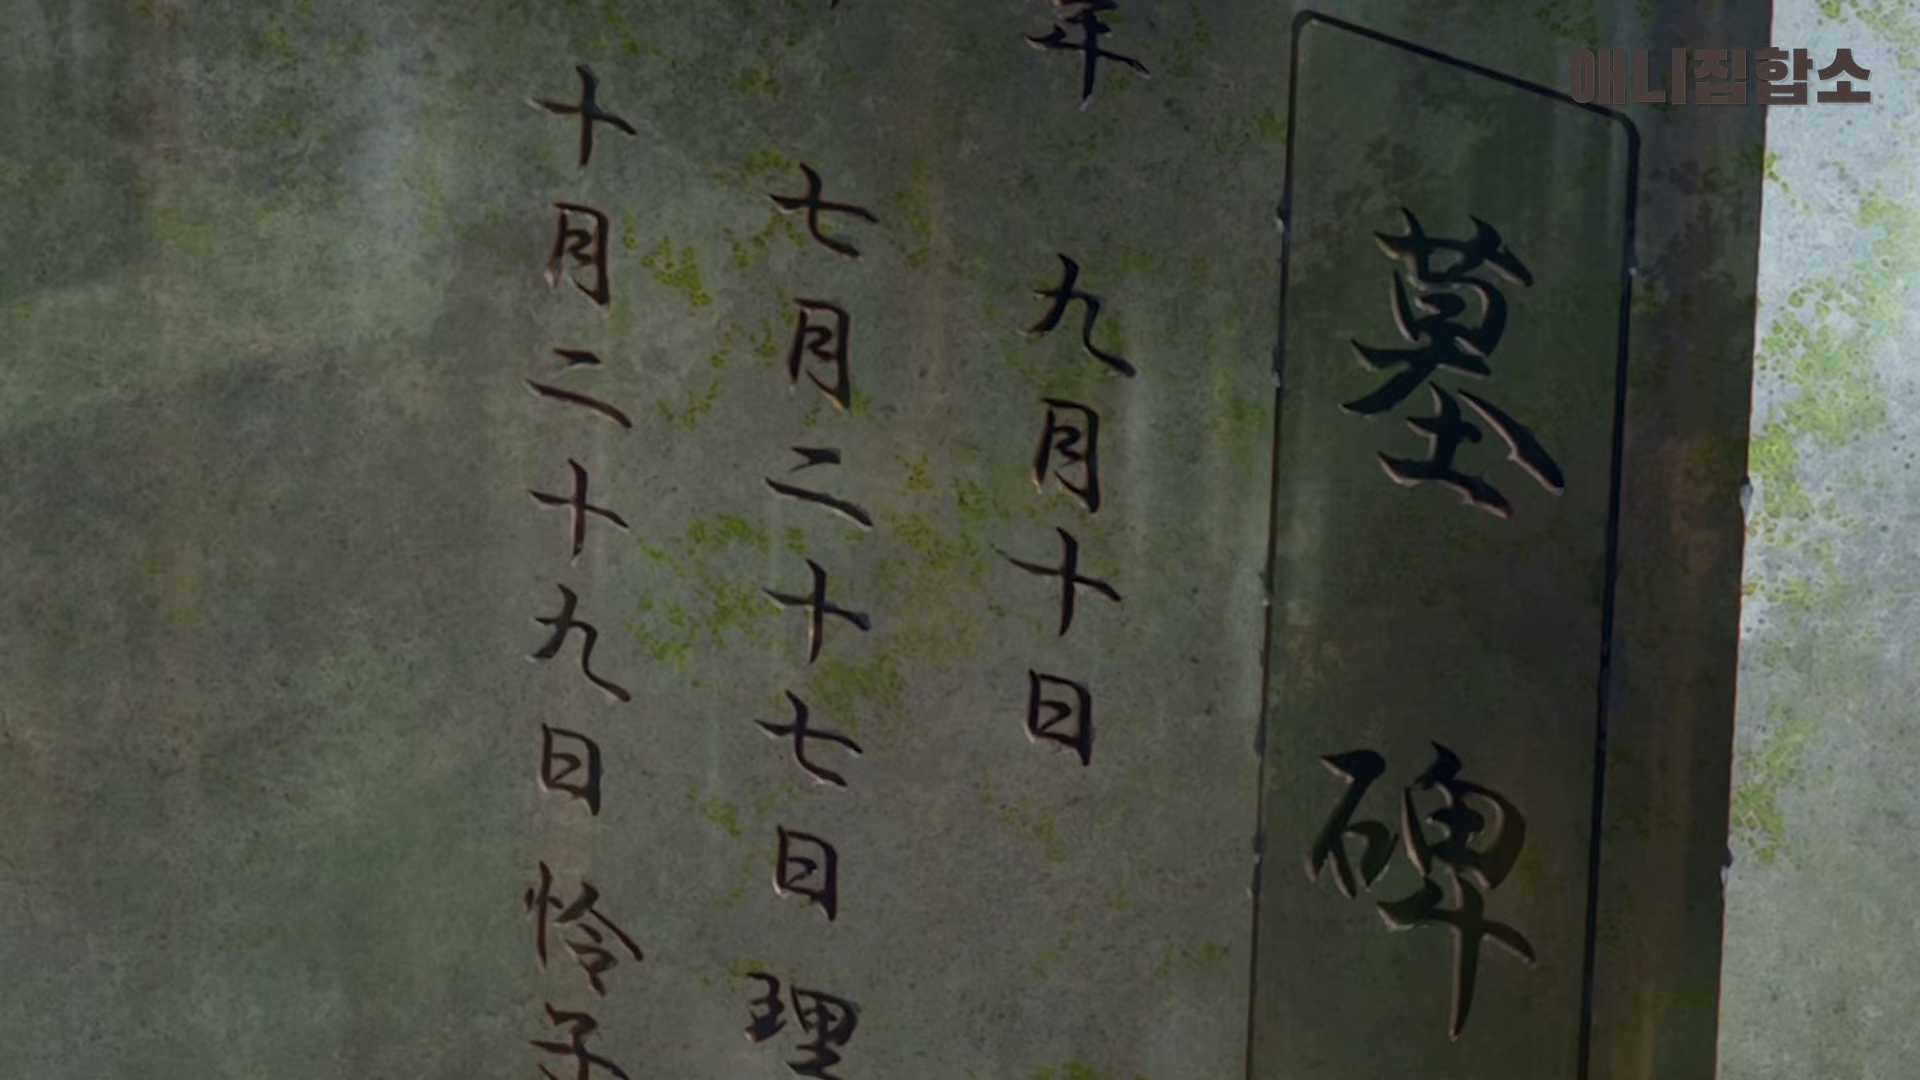 애니집합소
墓碑
年 九月十日
七月二十七日 理
十月二十九日 怜子